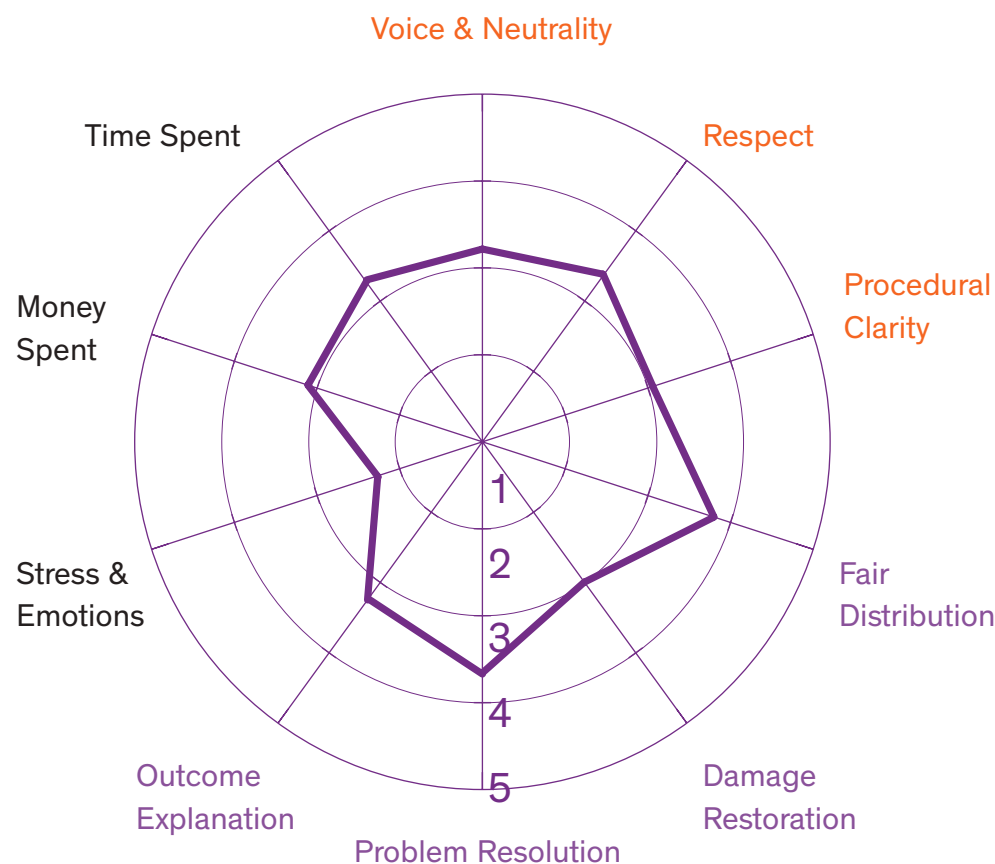 Voice & Neutrality
Time Spent
Respect
Procedural
Clarity
Money
Spent
1
2
3
4
5
Stress &
Emotions
Fair
Distribution
Outcome
Explanation
Damage
Restoration
Problem Resolution